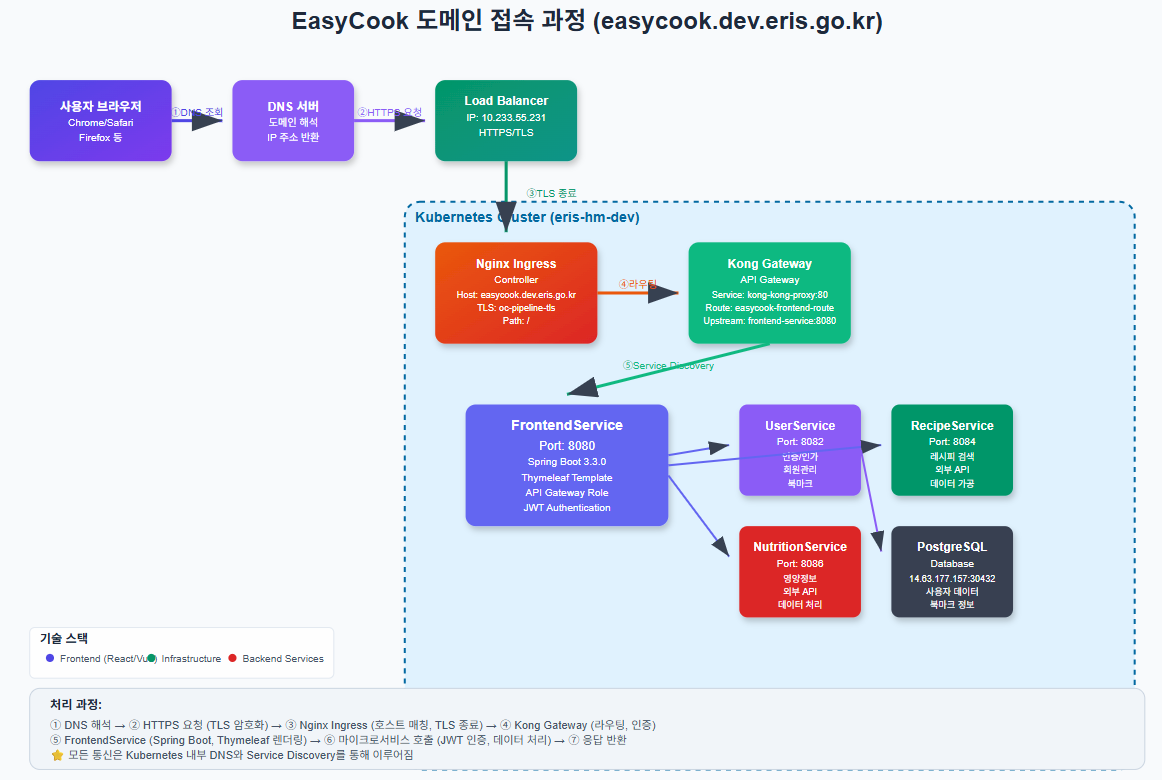 EasyCook 도메인 접속 과정 (easycook.dev.eris.go.kr)
사용자 브라우저
Chrome/Safari
Firefox 등
①DNS 조회
DNS 서버
도메인 해석
IP 주소 반환
②HTTPS 요청
Load Balancer
IP: 10.233.55.231
HTTPS/TLS
③TLS 종료
Kubernetes Cluster (eris-hm-dev)
Nginx Ingress
Controller
Host: easycook.dev.eris.go.kr
TLS: oc-pipeline-tls
Path: /
④라우팅
Kong Gateway
API Gateway
Service: kong-kong-proxy:80
Route: easycook-frontend-route
Upstream: frontend-service:8080
⑤Service Discovery
FrontendService
Port: 8080
Spring Boot 3.3.0
Thymeleaf Template
API Gateway Role
JWT Authentication
UserService
Port: 8082
인증/인가
회원관리
북마크
RecipeService
Port: 8084
레시피 검색
외부 API
데이터 가공
NutritionService
Port: 8086
영양정보
외부 API
데이터 처리
PostgreSQL
Database
14.63.177.157:30432
사용자 데이터
북마크 정보
기술 스택
Frontend (React/Vue)
Infrastructure
Backend Services
처리 과정:
① DNS 해석 → ② HTTPS 요청 (TLS 암호화) → ③ Nginx Ingress (호스트 매칭, TLS 종료) → ④ Kong Gateway (라우팅, 인증)
⑤ FrontendService (Spring Boot, Thymeleaf 렌더링) → ⑥ 마이크로서비스 호출 (JWT 인증, 데이터 처리) → ⑦ 응답 반환
⭐ 모든 통신은 Kubernetes 내부 DNS와 Service Discovery를 통해 이루어짐